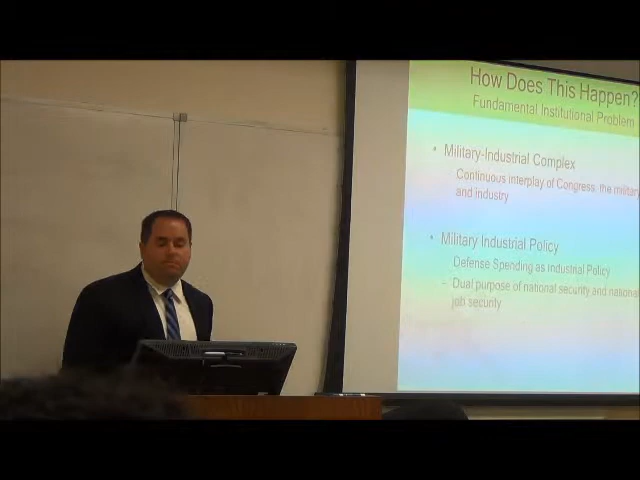 How Does This Happen?
Fundamental Institutional Problem
• Military-Industrial Complex
Continuous interplay of Congress, the military
and industry
• Military Industrial Policy
Defense Spending as Industrial Policy
– Dual purpose of national security and national
job security